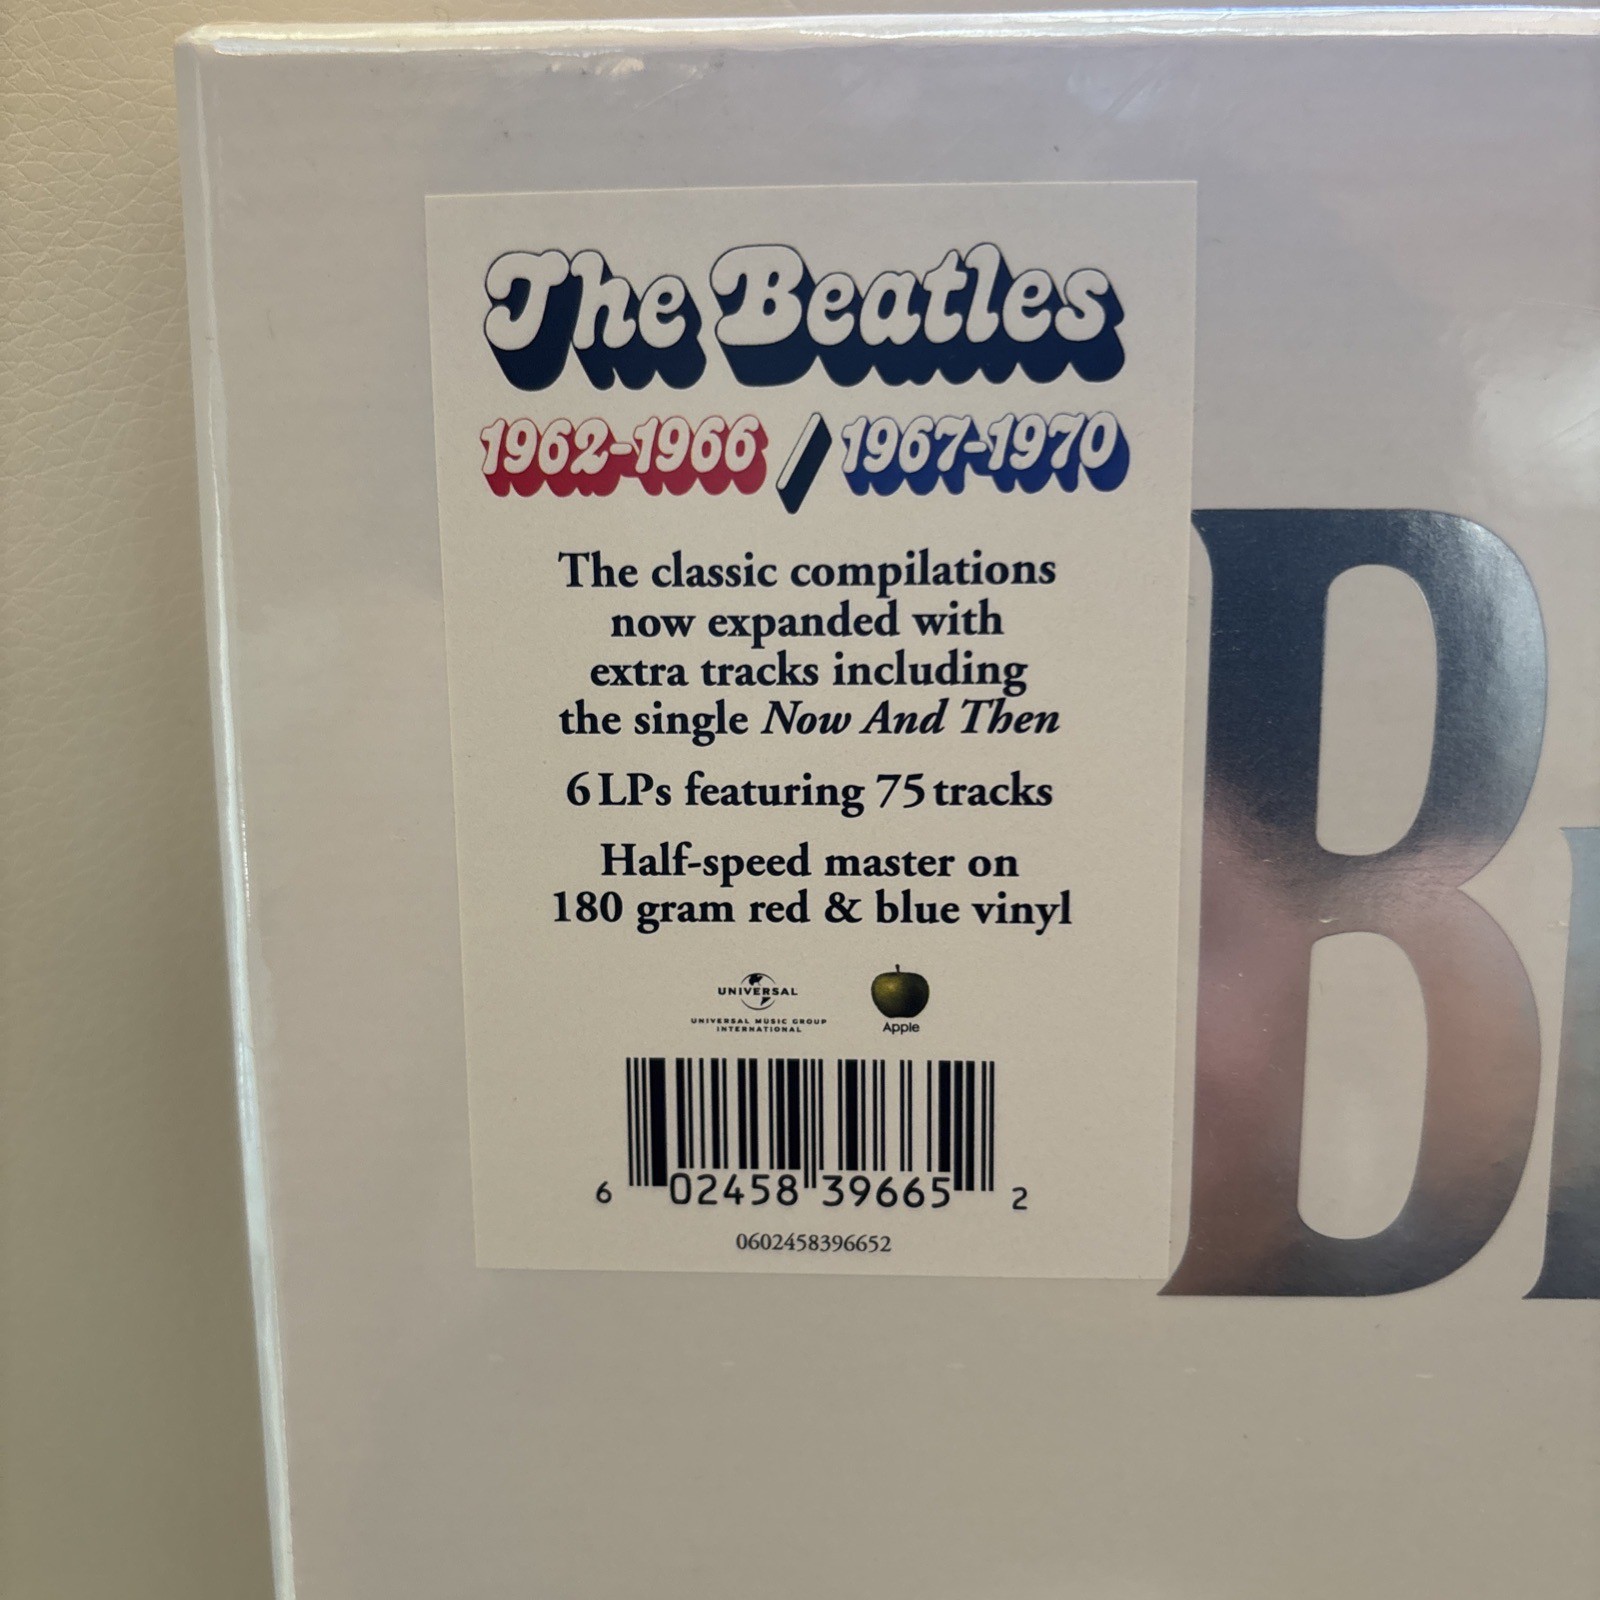 The Beatles
1962-1966 / 1967-1970
The classic compilations
now expanded with
extra tracks including
the single Now And Then
6 LPs featuring 75 tracks
Half-speed master on
180 gram red & blue vinyl
UNIVERSAL
UNIVERSAL MUSIC GROUP
INTERNATIONAL
Apple
6 02458 39665 2
0602458396652
B